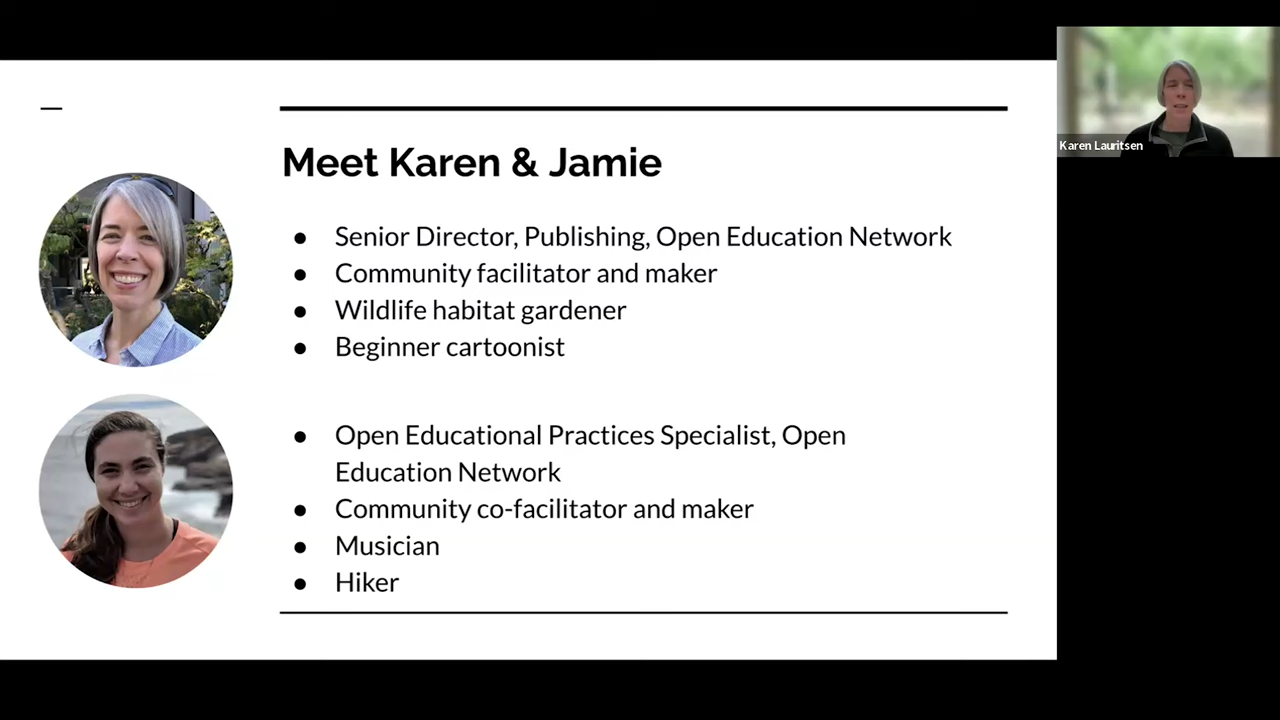 Meet Karen & Jamie
● Senior Director, Publishing, Open Education Network
● Community facilitator and maker
● Wildlife habitat gardener
● Beginner cartoonist
● Open Educational Practices Specialist, Open
Education Network
● Community co-facilitator and maker
● Musician
● Hiker
Karen Lauritsen